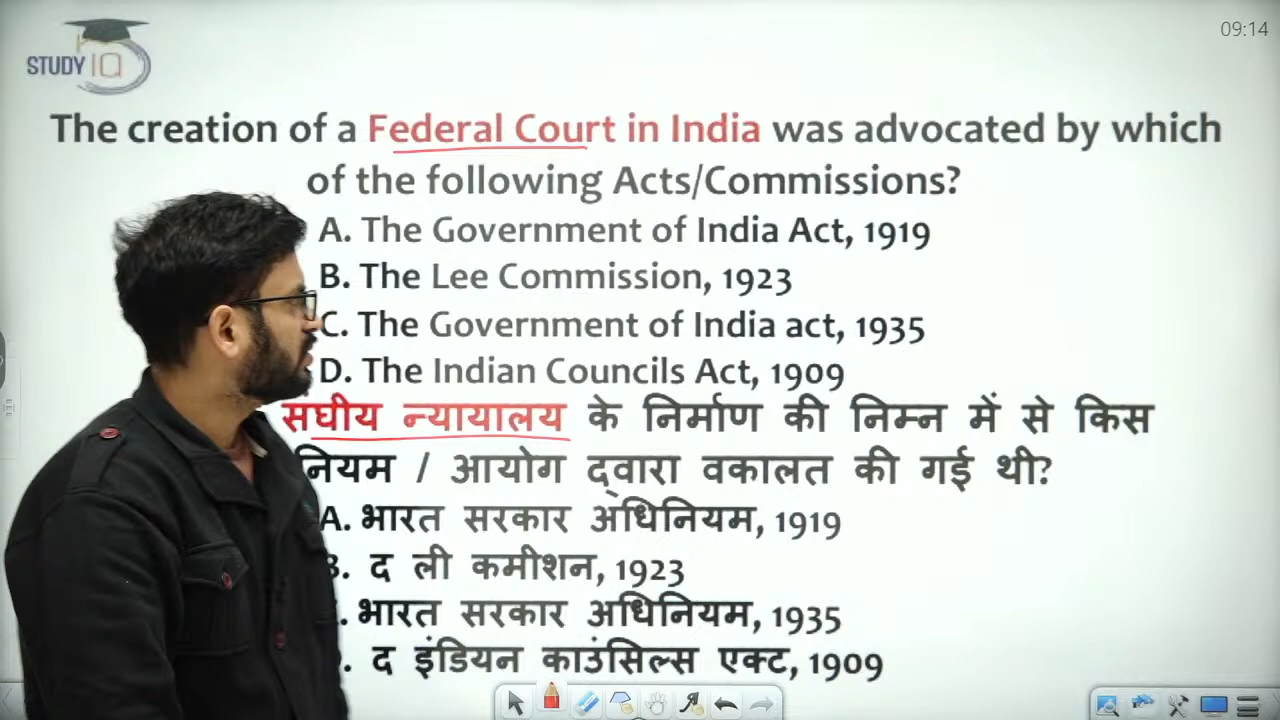 09:14
STUDY IQ
The creation of a Federal Court in India was advocated by which
of the following Acts/Commissions?
A. The Government of India Act, 1919
B. The Lee Commission, 1923
C. The Government of India act, 1935
D. The Indian Councils Act, 1909
सघीय न्यायालय के निर्माण की निम्न में से किस
नियम / आयोग द्वारा वकालत की गई थी?
A. भारत सरकार अधिनियम, 1919
B. द ली कमीशन, 1923
भारत सरकार अधिनियम, 1935
द इंडियन काउंसिल्स एक्ट, 1909